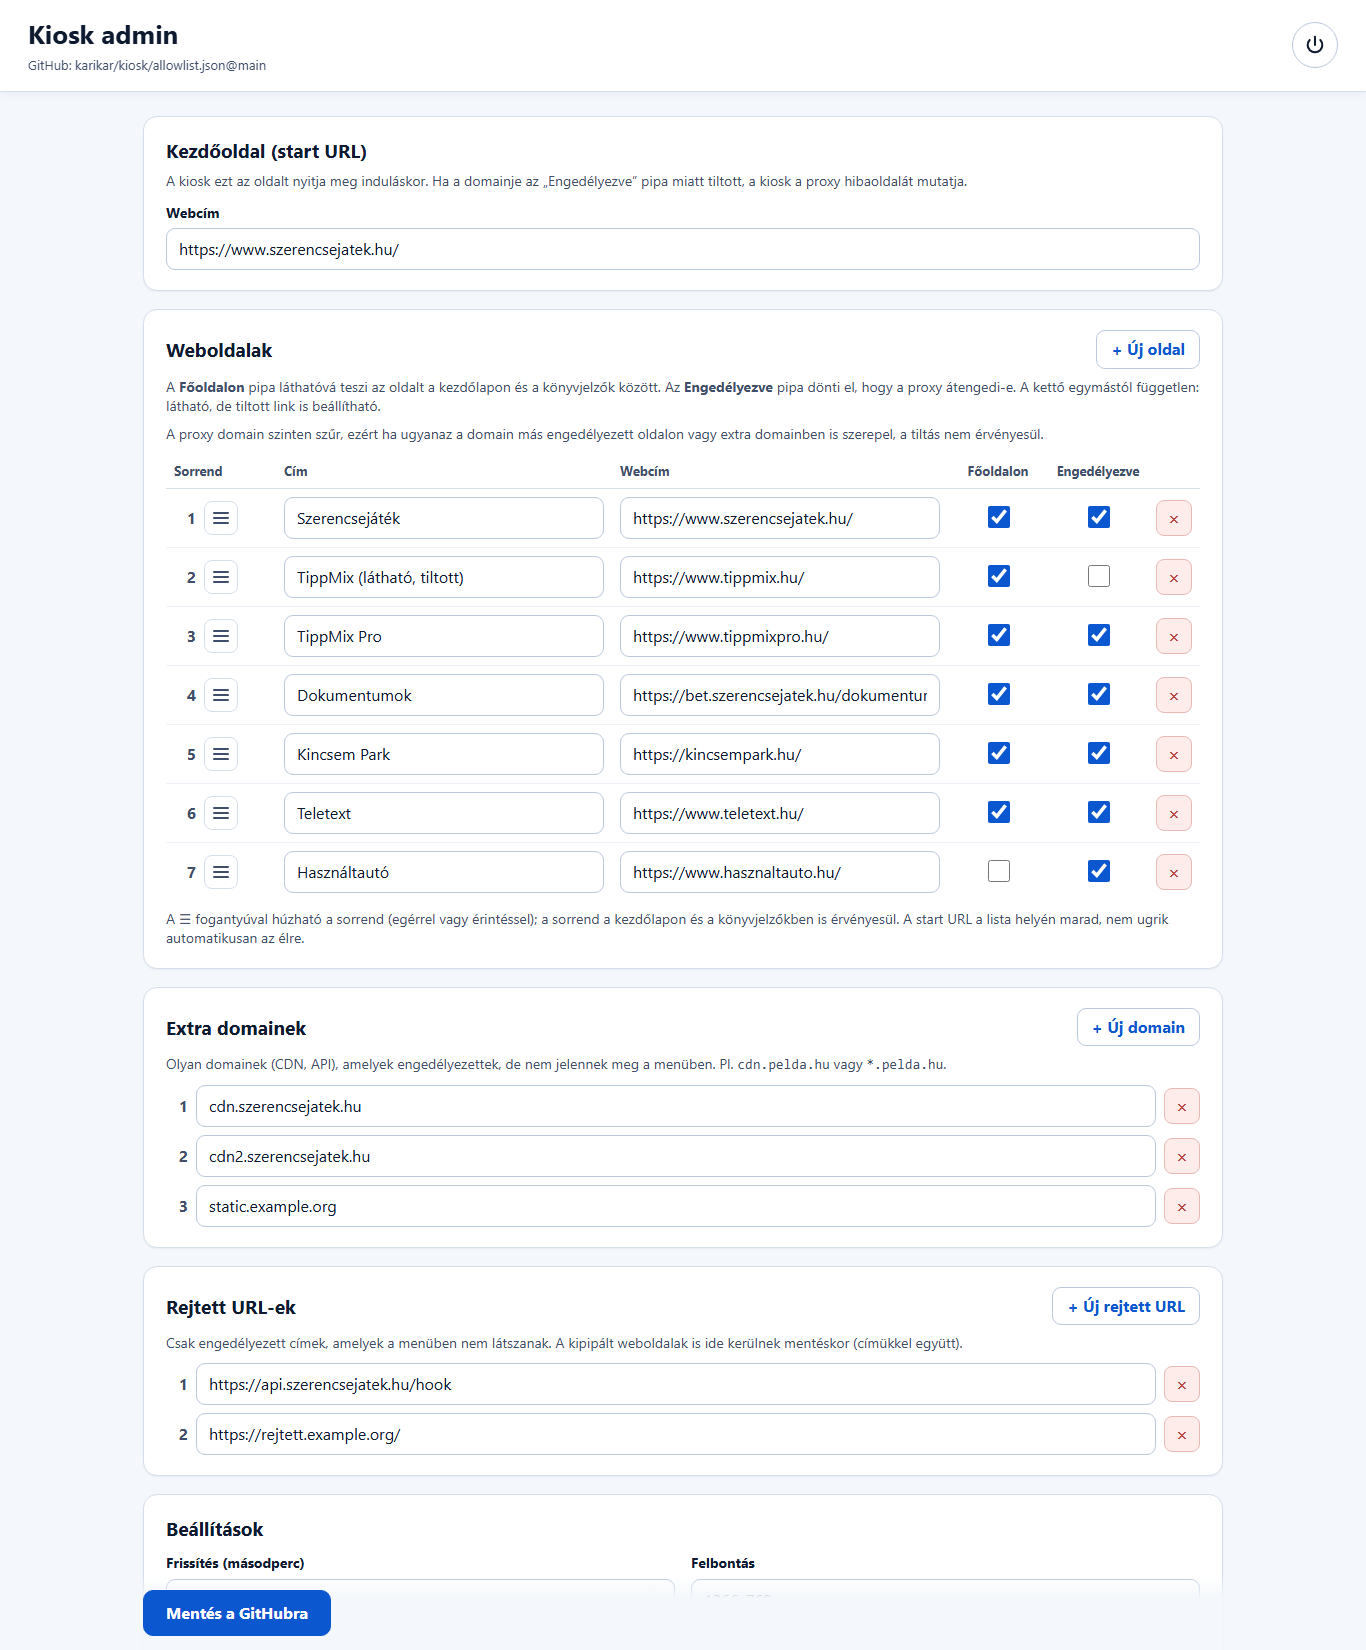 Kiosk admin
GitHub: karikar/kiosk/allowlist.json@main
Kezdőoldal (start URL)
A kiosk ezt az oldalt nyitja meg induláskor. Ha a domainje az „Engedélyezve” pipa miatt tiltott, a kiosk a proxy hibaoldalát mutatja.
Webcím
https://www.szerencsejatek.hu/
Weboldalak
+ Új oldal
A Főoldalon pipa láthatóvá teszi az oldalt a kezdőlapon és a könyvjelzők között. Az Engedélyezve pipa dönti el, hogy a proxy átengedi-e. A kettő egymástól független:
látható, de tiltott link is beállítható.
A proxy domain szinten szűr, ezért ha ugyanaz a domain más engedélyezett oldalon vagy extra domainben is szerepel, a tiltás nem érvényesül.
Sorrend Cím Webcím Főoldalon Engedélyezve
1 ☰ Szerencsejáték https://www.szerencsejatek.hu/ ×
2 ☰ TippMix (látható, tiltott) https://www.tippmix.hu/ ×
3 ☰ TippMix Pro https://www.tippmixpro.hu/ ×
4 ☰ Dokumentumok https://bet.szerencsejatek.hu/dokumentu ×
5 ☰ Kincsem Park https://kincsempark.hu/ ×
6 ☰ Teletext https://www.teletext.hu/ ×
7 ☰ Használtautó https://www.hasznaltauto.hu/ ×
A ☰ fogantyúval húzható a sorrend (egérrel vagy érintéssel); a sorrend a kezdőlapon és a könyvjelzőkben is érvényesül. A start URL a lista helyén marad, nem ugrik
automatikusan az élre.
Extra domainek
+ Új domain
Olyan domainek (CDN, API), amelyek engedélyezettek, de nem jelennek meg a menüben. Pl. cdn.pelda.hu vagy *.pelda.hu.
1 cdn.szerencsejatek.hu ×
2 cdn2.szerencsejatek.hu ×
3 static.example.org ×
Rejtett URL-ek
+ Új rejtett URL
Csak engedélyezett címek, amelyek a menüben nem látszanak. A kipipált weboldalak is ide kerülnek mentéskor (címükkel együtt).
1 https://api.szerencsejatek.hu/hook ×
2 https://rejtett.example.org/ ×
Beállítások
Frissítés (másodperc) Felbontás
Mentés a GitHubra